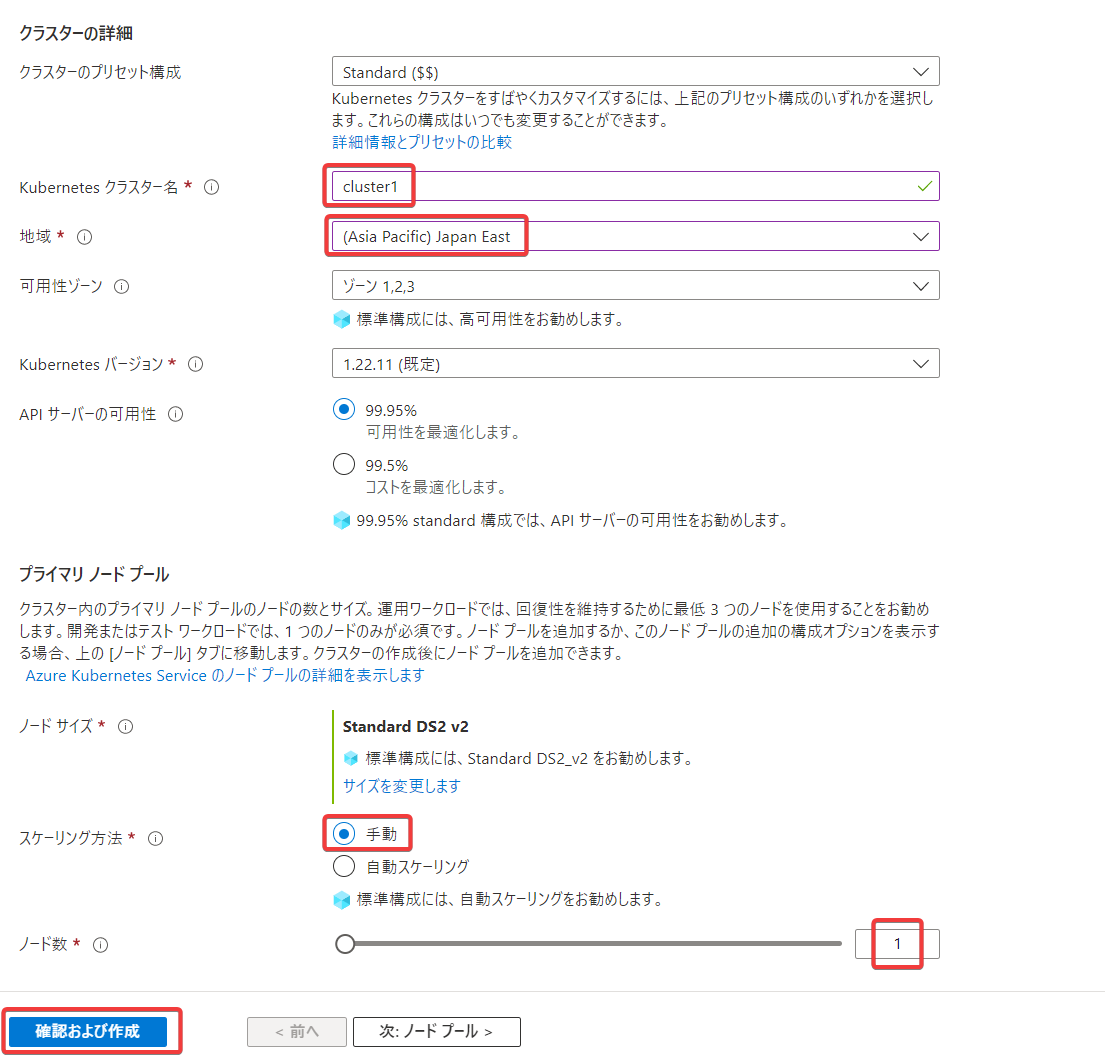 クラスターの詳細
クラスターのプリセット構成
Standard ($$)
Kubernetes クラスターをすばやくカスタマイズするには、上記のプリセット構成のいずれかを選択し
ます。これらの構成はいつでも変更することができます。
詳細情報とプリセットの比較
Kubernetes クラスター名 *
cluster1
地域 *
(Asia Pacific) Japan East
可用性ゾーン
ゾーン 1,2,3
標準構成には、高可用性をお勧めします。
Kubernetes バージョン *
1.22.11 (既定)
API サーバーの可用性
99.95%
可用性を最適化します。
99.5%
コストを最適化します。
99.95% standard 構成では、API サーバーの可用性をお勧めします。
プライマリ ノード プール
クラスター内のプライマリ ノード プールのノードの数とサイズ。運用ワークロードでは、回復性を維持するために最低 3 つのノードを使用することをお勧め
します。開発またはテスト ワークロードでは、1 つのノードのみが必須です。ノード プールを追加するか、このノード プールの追加の構成オプションを表示す
る場合、上の [ノード プール] タブに移動します。クラスターの作成後にノード プールを追加できます。
Azure Kubernetes Service のノード プールの詳細を表示します
ノード サイズ *
Standard DS2 v2
標準構成には、Standard DS2_v2 をお勧めします。
サイズを変更します
スケーリング方法 *
手動
自動スケーリング
標準構成には、自動スケーリングをお勧めします。
ノード数 *
1
確認および作成
< 前へ
次: ノード プール >